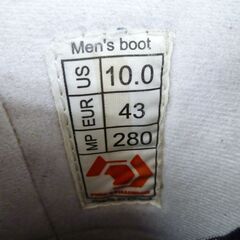 Men's boot
US 10.0
EUR 43
MP 280